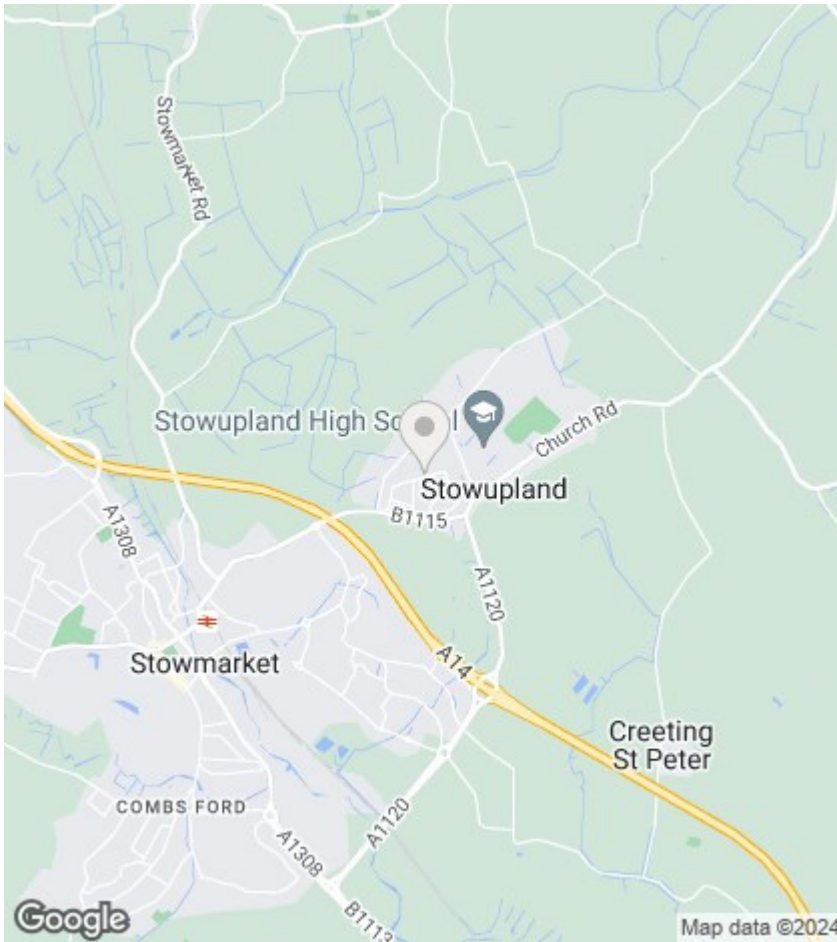 Stowmarket Rd
Stowupland High School
Church Rd
Stowupland
B1115
A1308
A1120
Stowmarket
A14
Creeting
St Peter
COMBS FORD
A1120
A1308
B1113
Google
Map data ©2024